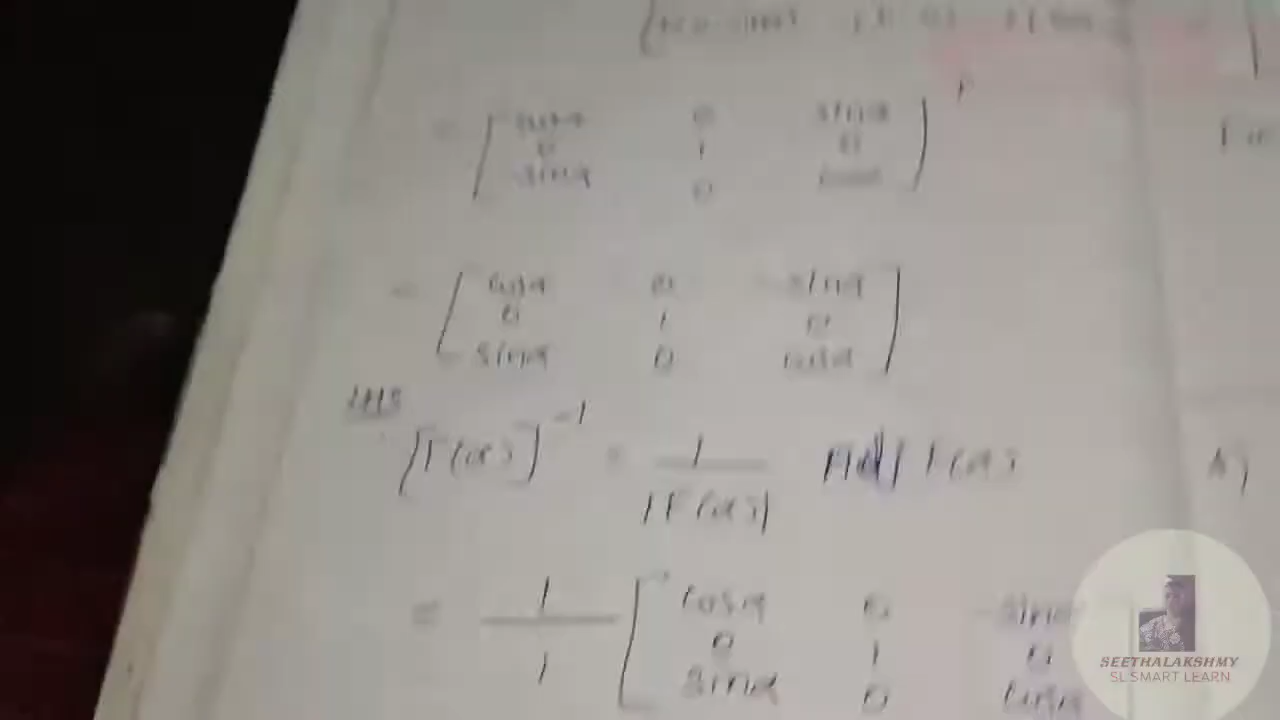 = [ cosα 0 sinα
0 1 0
-sinα 0 cosα ]
= [ cosα 0 -sinα
0 1 0
sinα 0 cosα ]
LHS
[F(α)]⁻¹ = 1 / |F(α)| Adj F(α)
= 1/1 [ cosα 0 -sinα
0 1 0
sinα 0 cosα
SEETHALAKSHMY
SL SMART LEARN